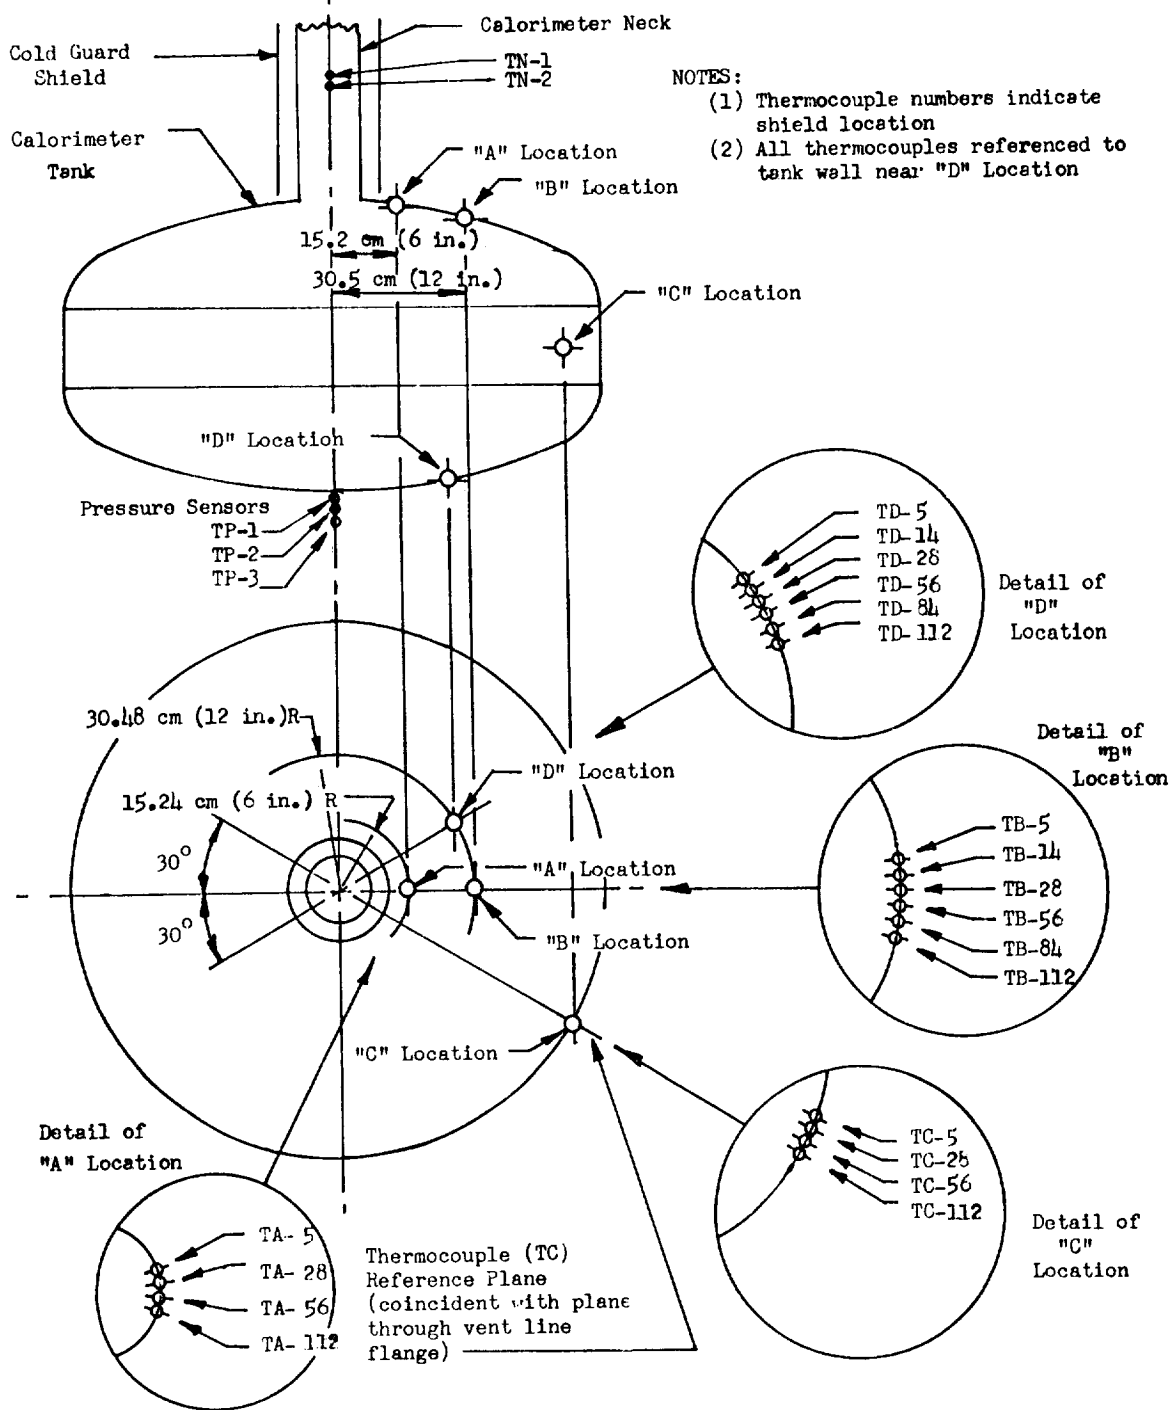 Calorimeter Neck
Cold Guard
Shield
TN-1
TN-2
NOTES:
(1) Thermocouple numbers indicate
shield location
(2) All thermocouples referenced to
tank wall near "D" Location
Calorimeter
Tank
"A" Location
"B" Location
15.2 cm (6 in.)
30.5 cm (12 in.)
"C" Location
"D" Location
Pressure Sensors
TP-1
TP-2
TP-3
TD-5
TD-14
TD-28
TD-56
TD-84
TD-112
Detail of
"D"
Location
30.48 cm (12 in.)R
15.24 cm (6 in.) R
"D" Location
30°
30°
"A" Location
"B" Location
"C" Location
Detail of
"B"
Location
TB-5
TB-14
TB-28
TB-56
TB-84
TB-112
TC-5
TC-28
TC-56
TC-112
Detail of
"C"
Location
Detail of
"A" Location
TA-5
TA-28
TA-56
TA-112
Thermocouple (TC)
Reference Plane
(coincident with plane
through vent line
flange)